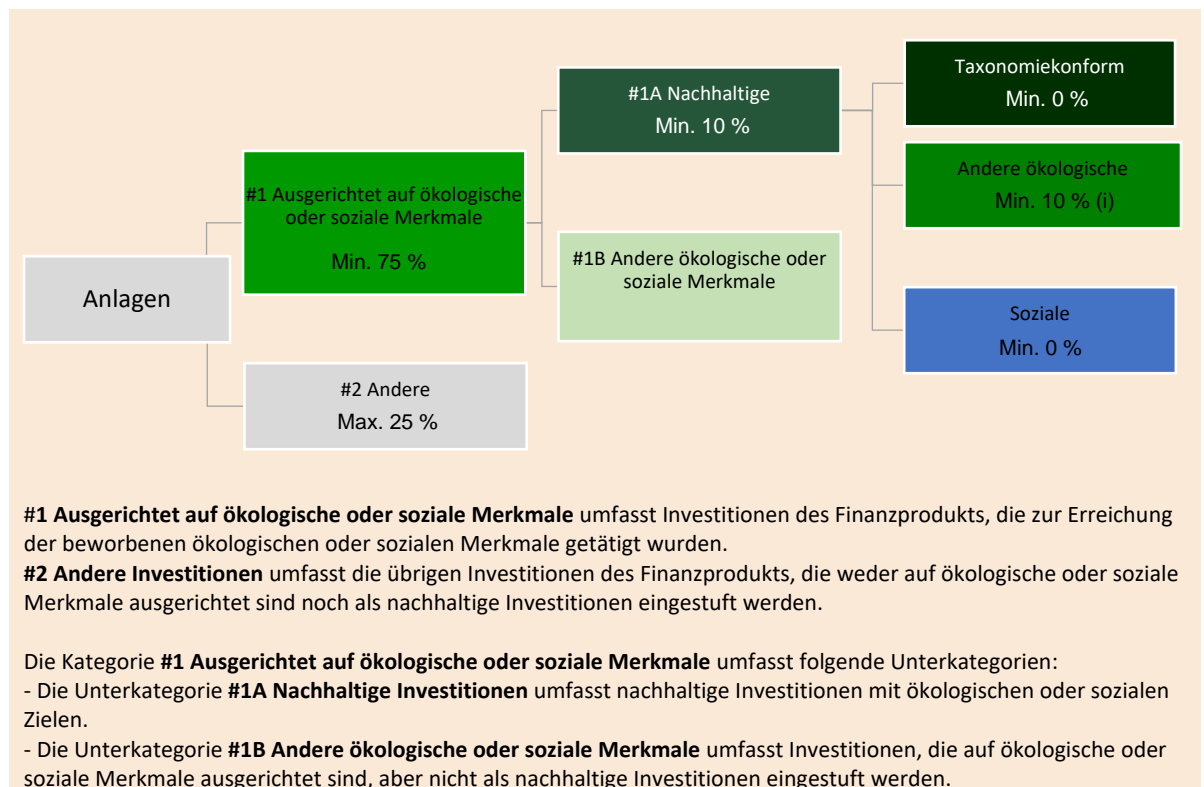 Anlagen
#1 Ausgerichtet auf ökologische
oder soziale Merkmale
Min. 75 %
#2 Andere
Max. 25 %
#1A Nachhaltige
Min. 10 %
#1B Andere ökologische oder
soziale Merkmale
Taxonomiekonform
Min. 0 %
Andere ökologische
Min. 10 % (i)
Soziale
Min. 0 %
#1 Ausgerichtet auf ökologische oder soziale Merkmale umfasst Investitionen des Finanzprodukts, die zur Erreichung
der beworbenen ökologischen oder sozialen Merkmale getätigt wurden.
#2 Andere Investitionen umfasst die übrigen Investitionen des Finanzprodukts, die weder auf ökologische oder soziale
Merkmale ausgerichtet sind noch als nachhaltige Investitionen eingestuft werden.
Die Kategorie #1 Ausgerichtet auf ökologische oder soziale Merkmale umfasst folgende Unterkategorien:
- Die Unterkategorie #1A Nachhaltige Investitionen umfasst nachhaltige Investitionen mit ökologischen oder sozialen
Zielen.
- Die Unterkategorie #1B Andere ökologische oder soziale Merkmale umfasst Investitionen, die auf ökologische oder
soziale Merkmale ausgerichtet sind, aber nicht als nachhaltige Investitionen eingestuft werden.